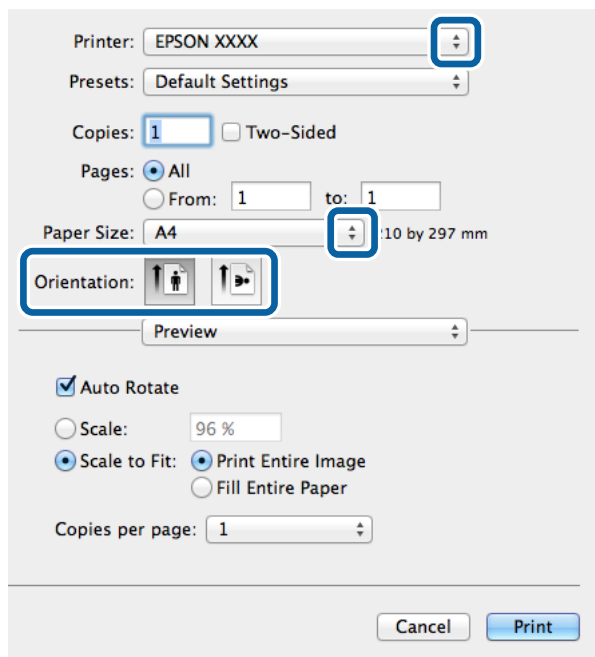 Printer: EPSON XXXX
Presets: Default Settings
Copies: 1 Two-Sided
Pages: All
From: 1 to: 1
Paper Size: A4 10 by 297 mm
Orientation:
Preview
Auto Rotate
Scale: 96 %
Scale to Fit: Print Entire Image
Fill Entire Paper
Copies per page: 1
Cancel Print